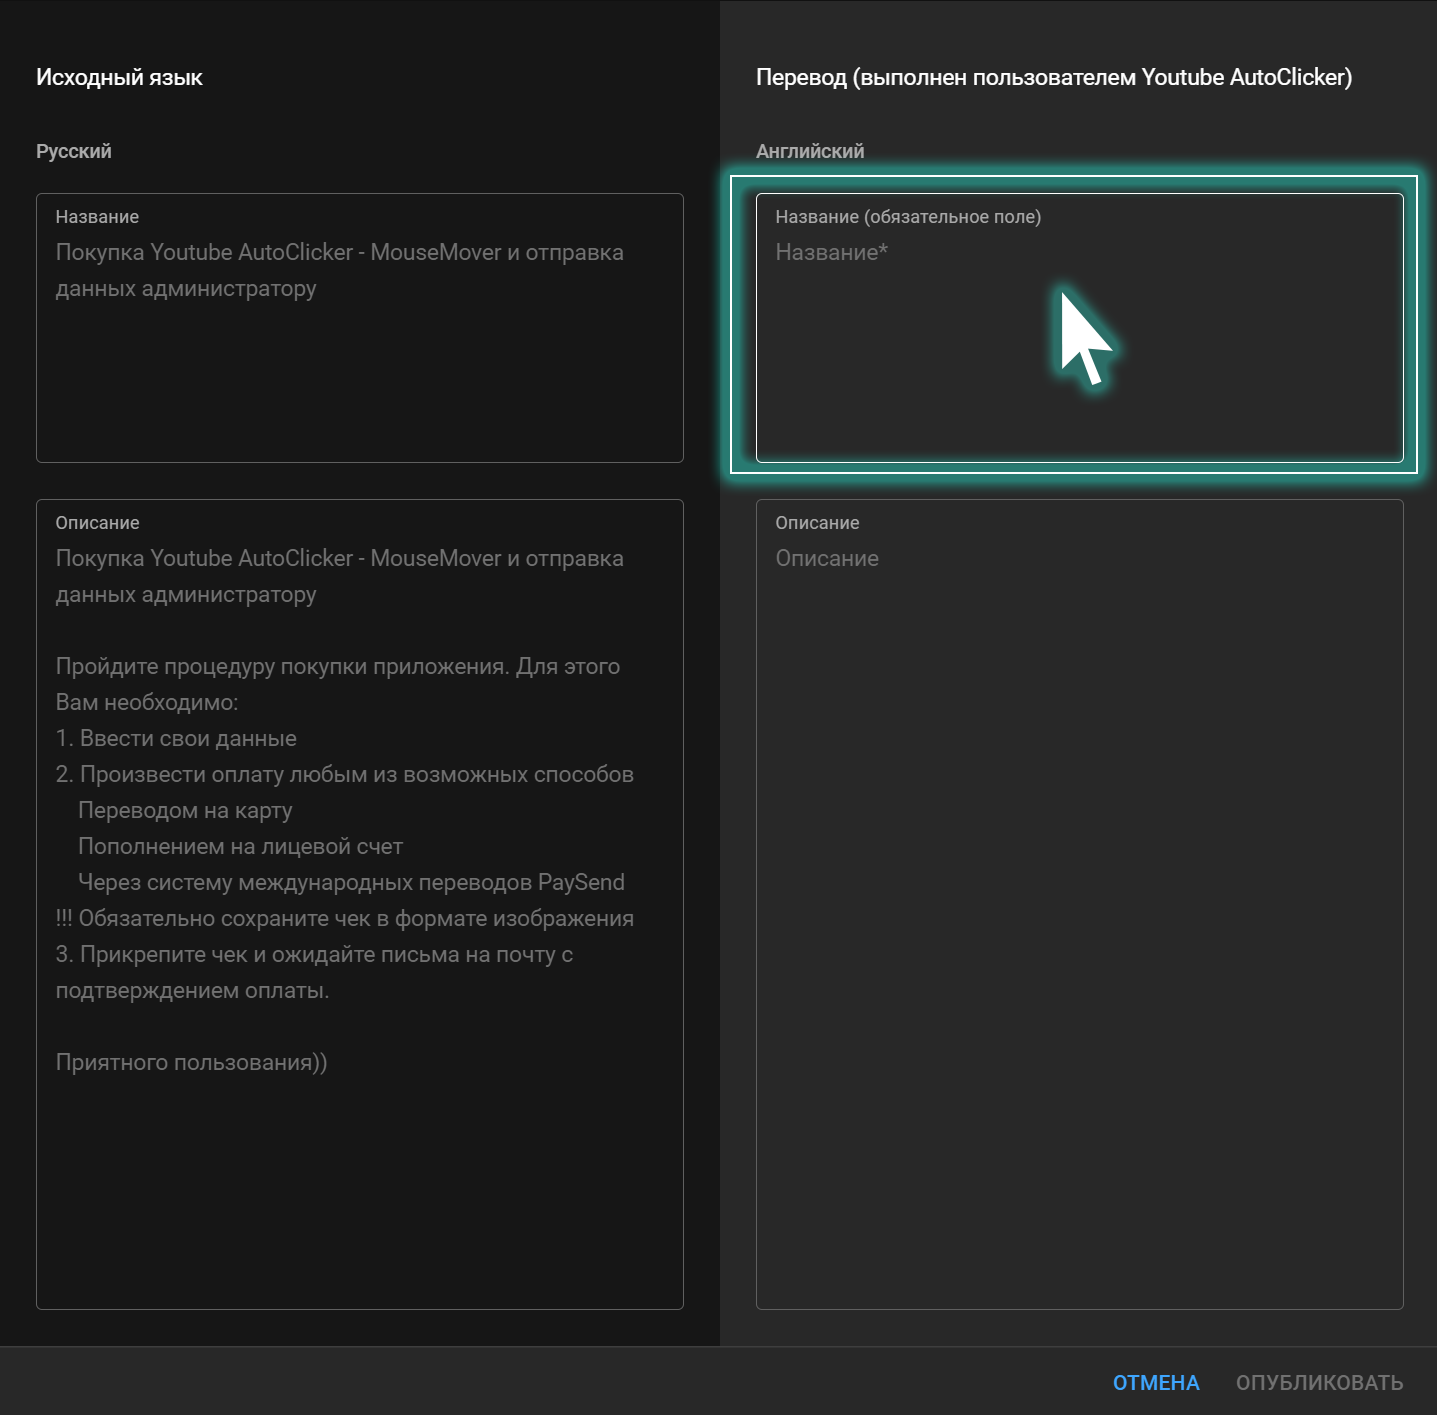 Исходный язык
Русский
Название
Покупка Youtube AutoClicker - MouseMover и отправка
данных администратору
Описание
Покупка Youtube AutoClicker - MouseMover и отправка
данных администратору
Пройдите процедуру покупки приложения. Для этого
Вам необходимо:
1. Ввести свои данные
2. Произвести оплату любым из возможных способов
Переводом на карту
Пополнением на лицевой счет
Через систему международных переводов PaySend
!!! Обязательно сохраните чек в формате изображения
3. Прикрепите чек и ожидайте письма на почту с
подтверждением оплаты.
Приятного пользования))
Перевод (выполнен пользователем Youtube AutoClicker)
Английский
Название (обязательное поле)
Название*
Описание
Описание
ОТМЕНА
ОПУБЛИКОВАТЬ